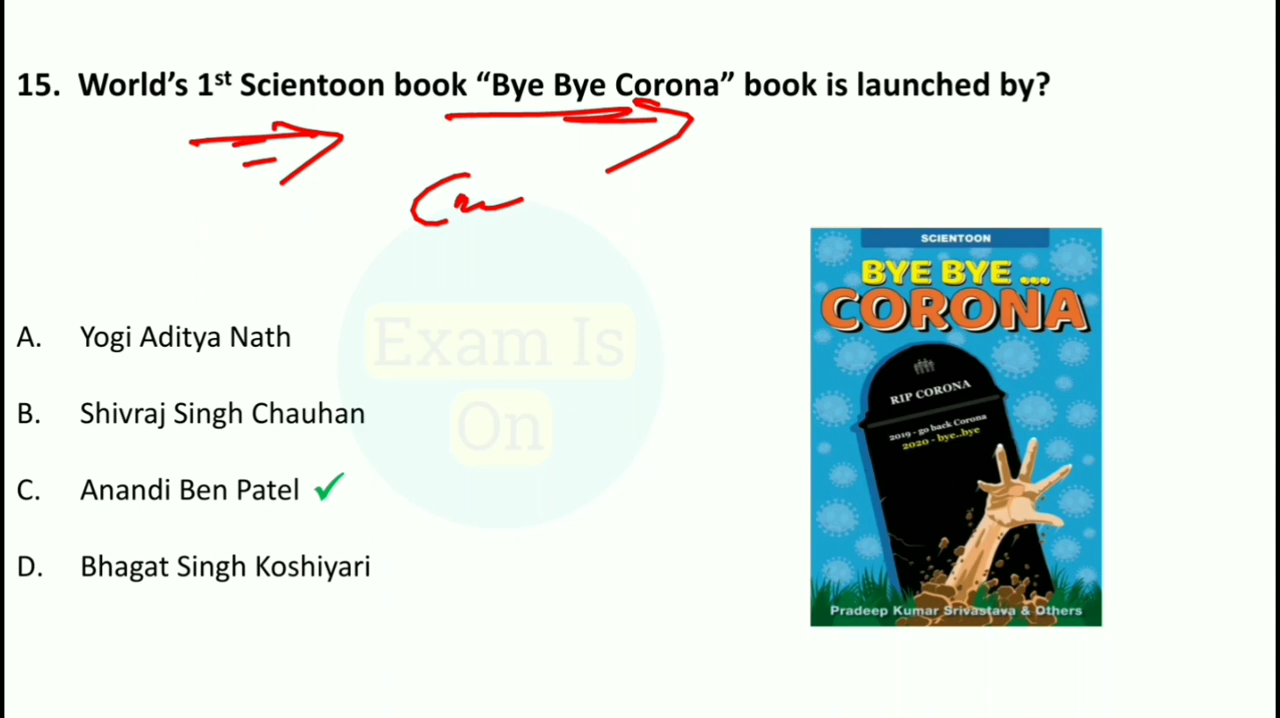 15. World's 1st Scientoon book “Bye Bye Corona” book is launched by?
Exam Is
On
A. Yogi Aditya Nath
B. Shivraj Singh Chauhan
C. Anandi Ben Patel
D. Bhagat Singh Koshiyari
SCIENTOON
BYE BYE ...
CORONA
RIP CORONA
2019 - go back Corona
2020 - bye..bye
Pradeep Kumar Srivastava & Others